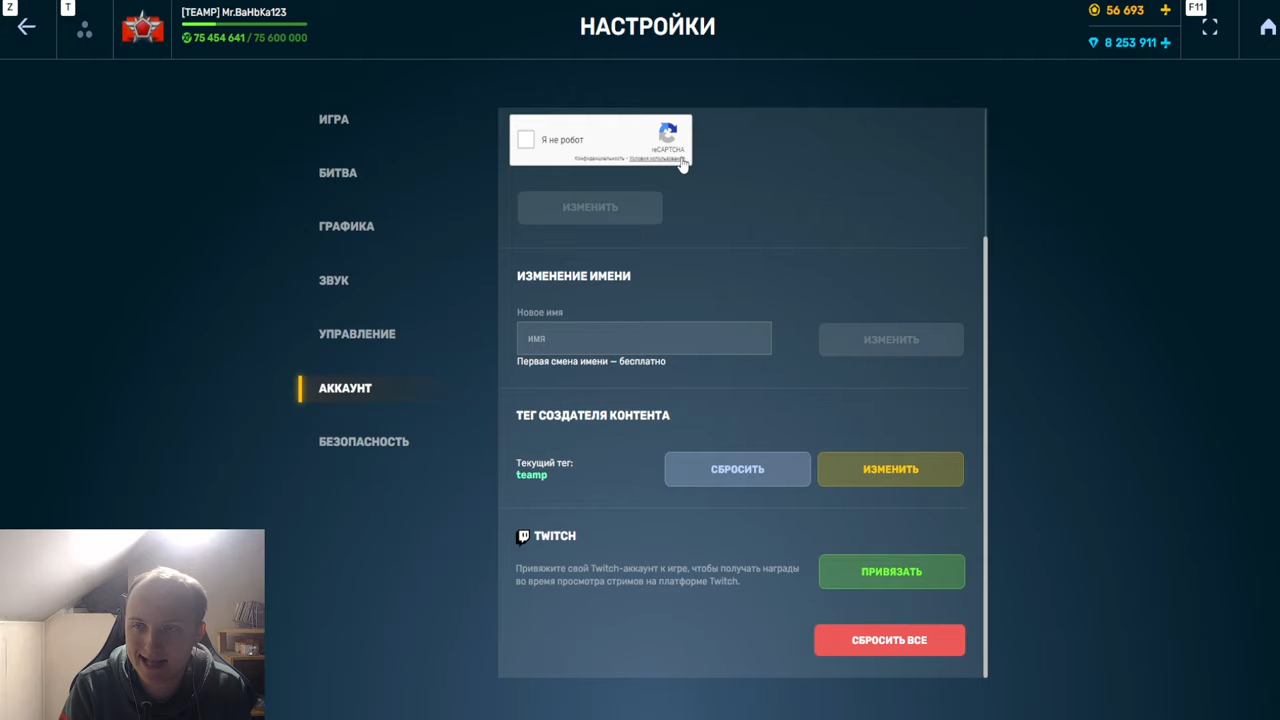 Z
T
[TEAMP] Mr.BaHbKa123
75 454 641 / 75 600 000
НАСТРОЙКИ
56 693 +
8 253 911 +
F11
ИГРА
БИТВА
ГРАФИКА
ЗВУК
УПРАВЛЕНИЕ
АККАУНТ
БЕЗОПАСНОСТЬ
Я не робот
reCAPTCHA
Конфиденциальность - Условия использования
ИЗМЕНИТЬ
ИЗМЕНЕНИЕ ИМЕНИ
Новое имя
имя
ИЗМЕНИТЬ
Первая смена имени — бесплатно
ТЕГ СОЗДАТЕЛЯ КОНТЕНТА
Текущий тег:
teamp
СБРОСИТЬ
ИЗМЕНИТЬ
TWITCH
Привяжите свой Twitch-аккаунт к игре, чтобы получать награды
во время просмотра стримов на платформе Twitch.
ПРИВЯЗАТЬ
СБРОСИТЬ ВСЕ